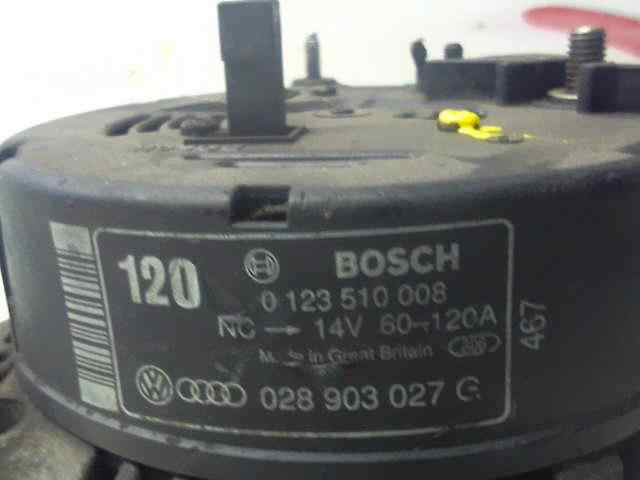 120
BOSCH
0 123 510 008
NC → 14V 60-120A
Made in Great Britain
467
028 903 027 G